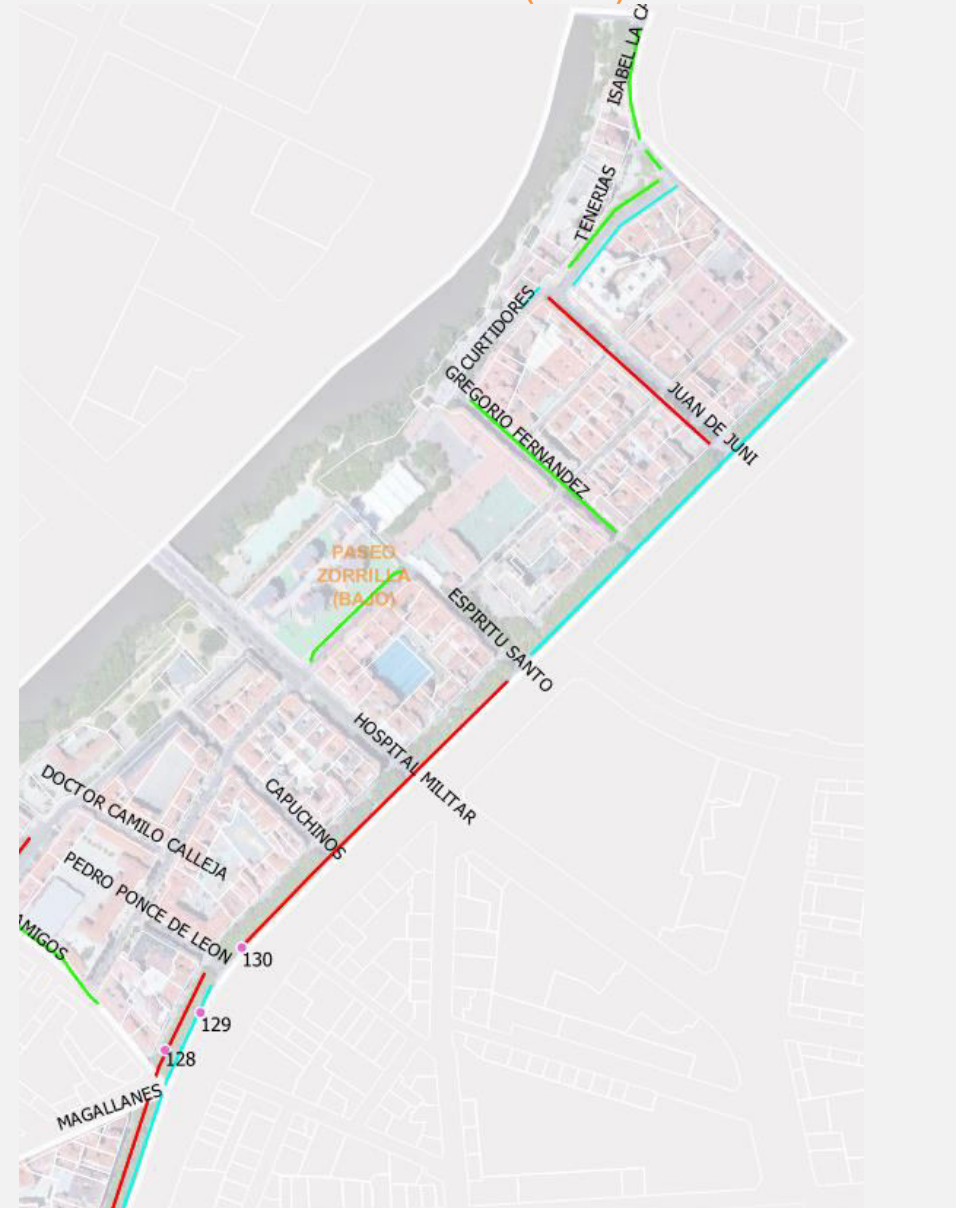 ISABEL LA CA
TENERIAS
CURTIDORES
GREGORIO FERNANDEZ
JUAN DE JUNI
PASEO
ZORRILLA
(BAJO)
ESPIRITU SANTO
HOSPITAL MILITAR
CAPUCHINOS
DOCTOR CAMILO CALLEJA
PEDRO PONCE DE LEON
AMIGOS
130
129
128
MAGALLANES